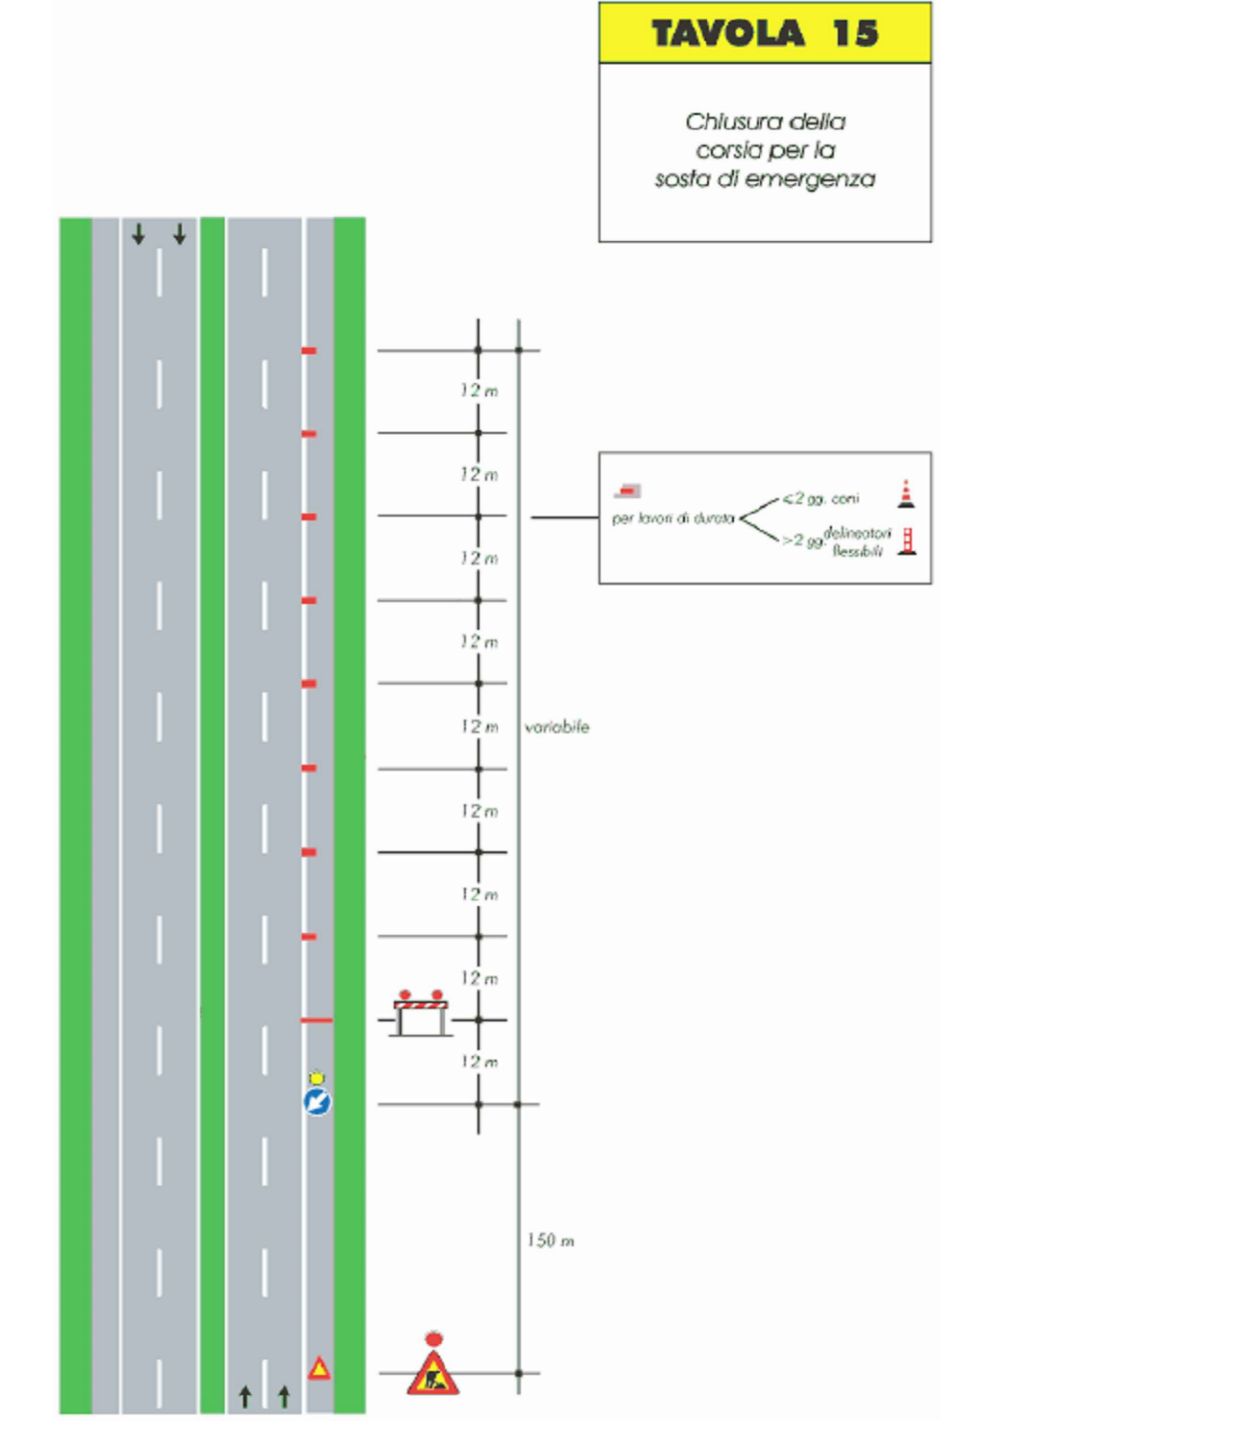 TAVOLA 15
Chiusura della
corsia per la
sosta di emergenza
12 m
12 m
12 m
12 m
12 m
variabile
12 m
12 m
12 m
12 m
150 m
per lavori di durata
<2 gg. coni
>2 gg. delineatori
flessibili